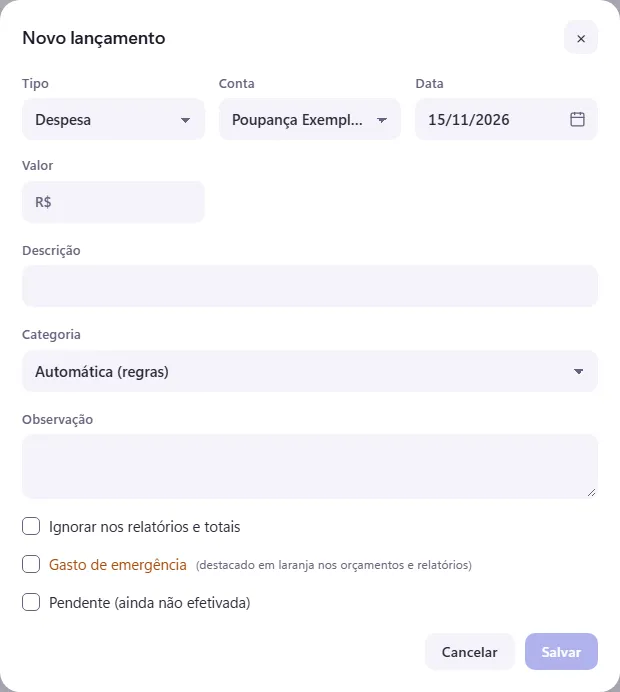 Novo lançamento
×
Tipo
Conta
Data
Despesa
Poupança Exempl...
15/11/2026
Valor
R$
Descrição
Categoria
Automática (regras)
Observação
Ignorar nos relatórios e totais
Gasto de emergência (destacado em laranja nos orçamentos e relatórios)
Pendente (ainda não efetivada)
Cancelar
Salvar